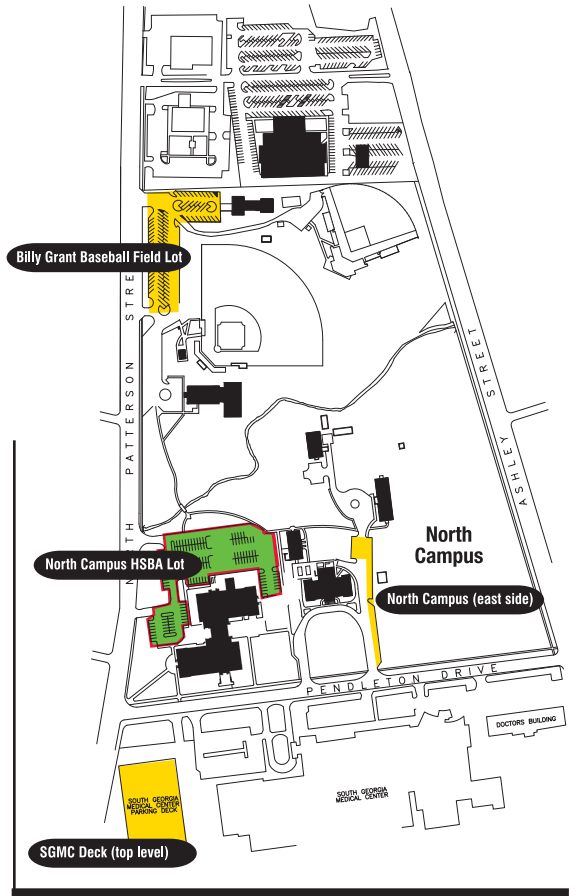 Billy Grant Baseball Field Lot
NORTH PATTERSON STREET
ASHLEY STREET
North
Campus
North Campus HSBA Lot
North Campus (east side)
PENDLETON DRIVE
DOCTORS BUILDING
SOUTH GEORGIA
MEDICAL CENTER
PARKING DECK
SOUTH GEORGIA
MEDICAL CENTER
SGMC Deck (top level)